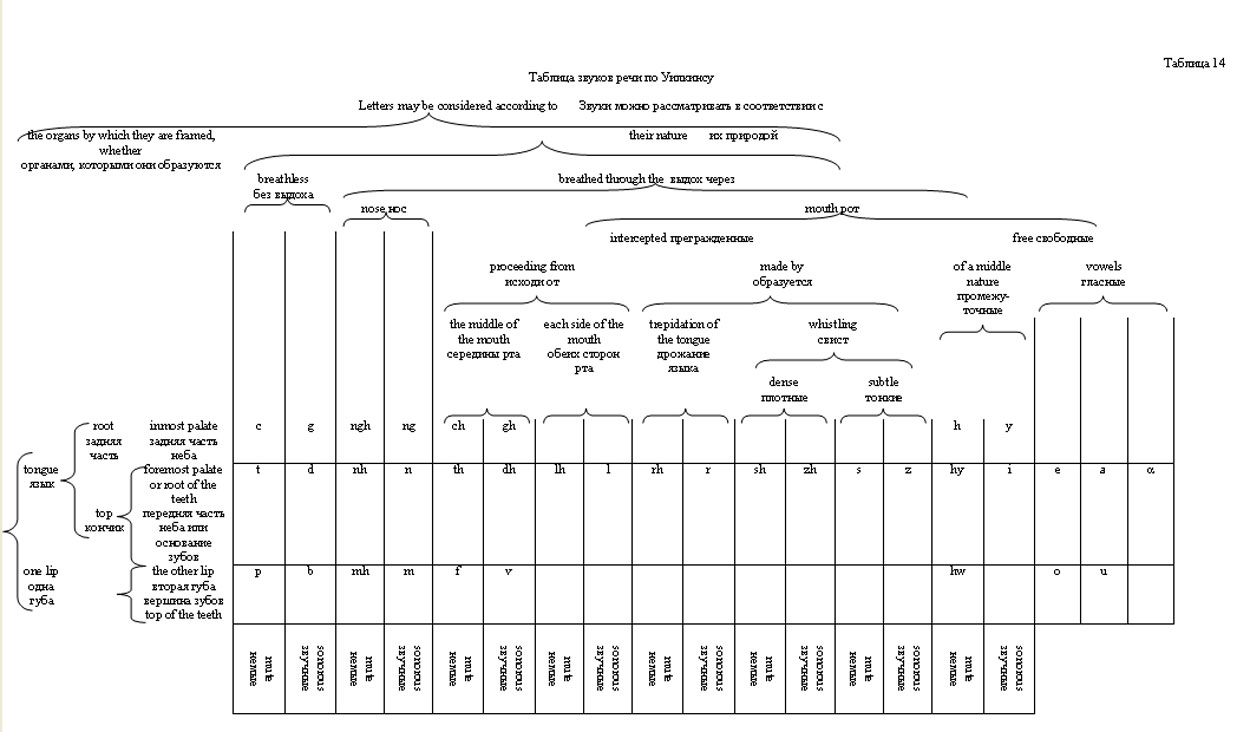 Таблица 14
Таблица звуков речи по Уилкинсу
Letters may be considered according to Звуки можно рассматривать в соответствии с
the organs by which they are framed,
whether
органами, которыми они образуются
their nature их природой
breathless
без выдоха
breathed through the выдох через
nose нос
mouth рот
intercepted прегражденные
free свободные
proceeding from
исходи от
made by
образуется
of a middle
nature
промежу-
точные
vowels
гласные
the middle of
the mouth
середины рта
each side of the
mouth
обеих сторон
рта
trepidation of
the tongue
дрожание
языка
whistling
свист
dense
плотные
subtle
тонкие
root
задняя
часть
inmost palate
задняя часть
неба
c g ngh ng ch gh h y
tongue
язык
top
кончик
foremost palate
or root of the
teeth
передняя часть
неба или
основание
зубов
t d nh n th dh lh l rh r sh zh s z hy i e a α
one lip
одна
губа
the other lip
вторая губа
вершина зубов
top of the teeth
p b mh m f v hw o u
mute
немые
sonorous
звучные
mute
немые
sonorous
звучные
mute
немые
sonorous
звучные
mute
немые
sonorous
звучные
mute
немые
sonorous
звучные
mute
немые
sonorous
звучные
mute
немые
sonorous
звучные
mute
немые
sonorous
звучные